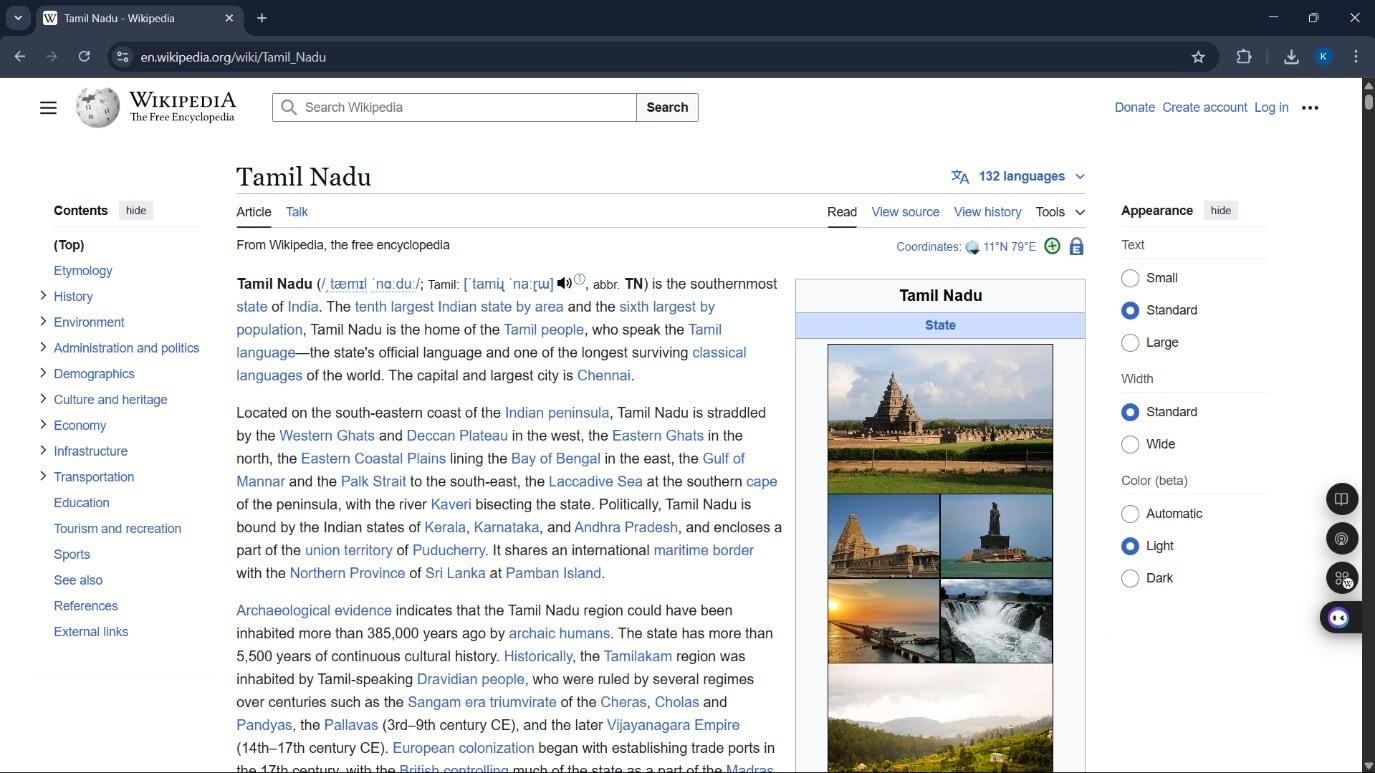 Tamil Nadu - Wikipedia
en.wikipedia.org/wiki/Tamil_Nadu
K
WIKIPEDIA
The Free Encyclopedia
Search Wikipedia
Search
Donate Create account Log in
Tamil Nadu
132 languages
Contents hide
Article Talk
Read View source View history Tools
Appearance hide
(Top)
Etymology
History
Environment
Administration and politics
Demographics
Culture and heritage
Economy
Infrastructure
Transportation
Education
Tourism and recreation
Sports
See also
References
External links
From Wikipedia, the free encyclopedia
Coordinates: 11°N 79°E
Tamil Nadu (/ˌtæmɪl ˈnɑːduː/; Tamil: [ˈtamiɻ ˈnaːɽɯ] ⓘ, abbr. TN) is the southernmost
state of India. The tenth largest Indian state by area and the sixth largest by
population, Tamil Nadu is the home of the Tamil people, who speak the Tamil
language—the state's official language and one of the longest surviving classical
languages of the world. The capital and largest city is Chennai.
Located on the south-eastern coast of the Indian peninsula, Tamil Nadu is straddled
by the Western Ghats and Deccan Plateau in the west, the Eastern Ghats in the
north, the Eastern Coastal Plains lining the Bay of Bengal in the east, the Gulf of
Mannar and the Palk Strait to the south-east, the Laccadive Sea at the southern cape
of the peninsula, with the river Kaveri bisecting the state. Politically, Tamil Nadu is
bound by the Indian states of Kerala, Karnataka, and Andhra Pradesh, and encloses a
part of the union territory of Puducherry. It shares an international maritime border
with the Northern Province of Sri Lanka at Pamban Island.
Archaeological evidence indicates that the Tamil Nadu region could have been
inhabited more than 385,000 years ago by archaic humans. The state has more than
5,500 years of continuous cultural history. Historically, the Tamilakam region was
inhabited by Tamil-speaking Dravidian people, who were ruled by several regimes
over centuries such as the Sangam era triumvirate of the Cheras, Cholas and
Pandyas, the Pallavas (3rd–9th century CE), and the later Vijayanagara Empire
(14th–17th century CE). European colonization began with establishing trade ports in
the 17th century, with the British controlling much of the state as a part of the Madras
Tamil Nadu
State
Text
Small
Standard
Large
Width
Standard
Wide
Color (beta)
Automatic
Light
Dark